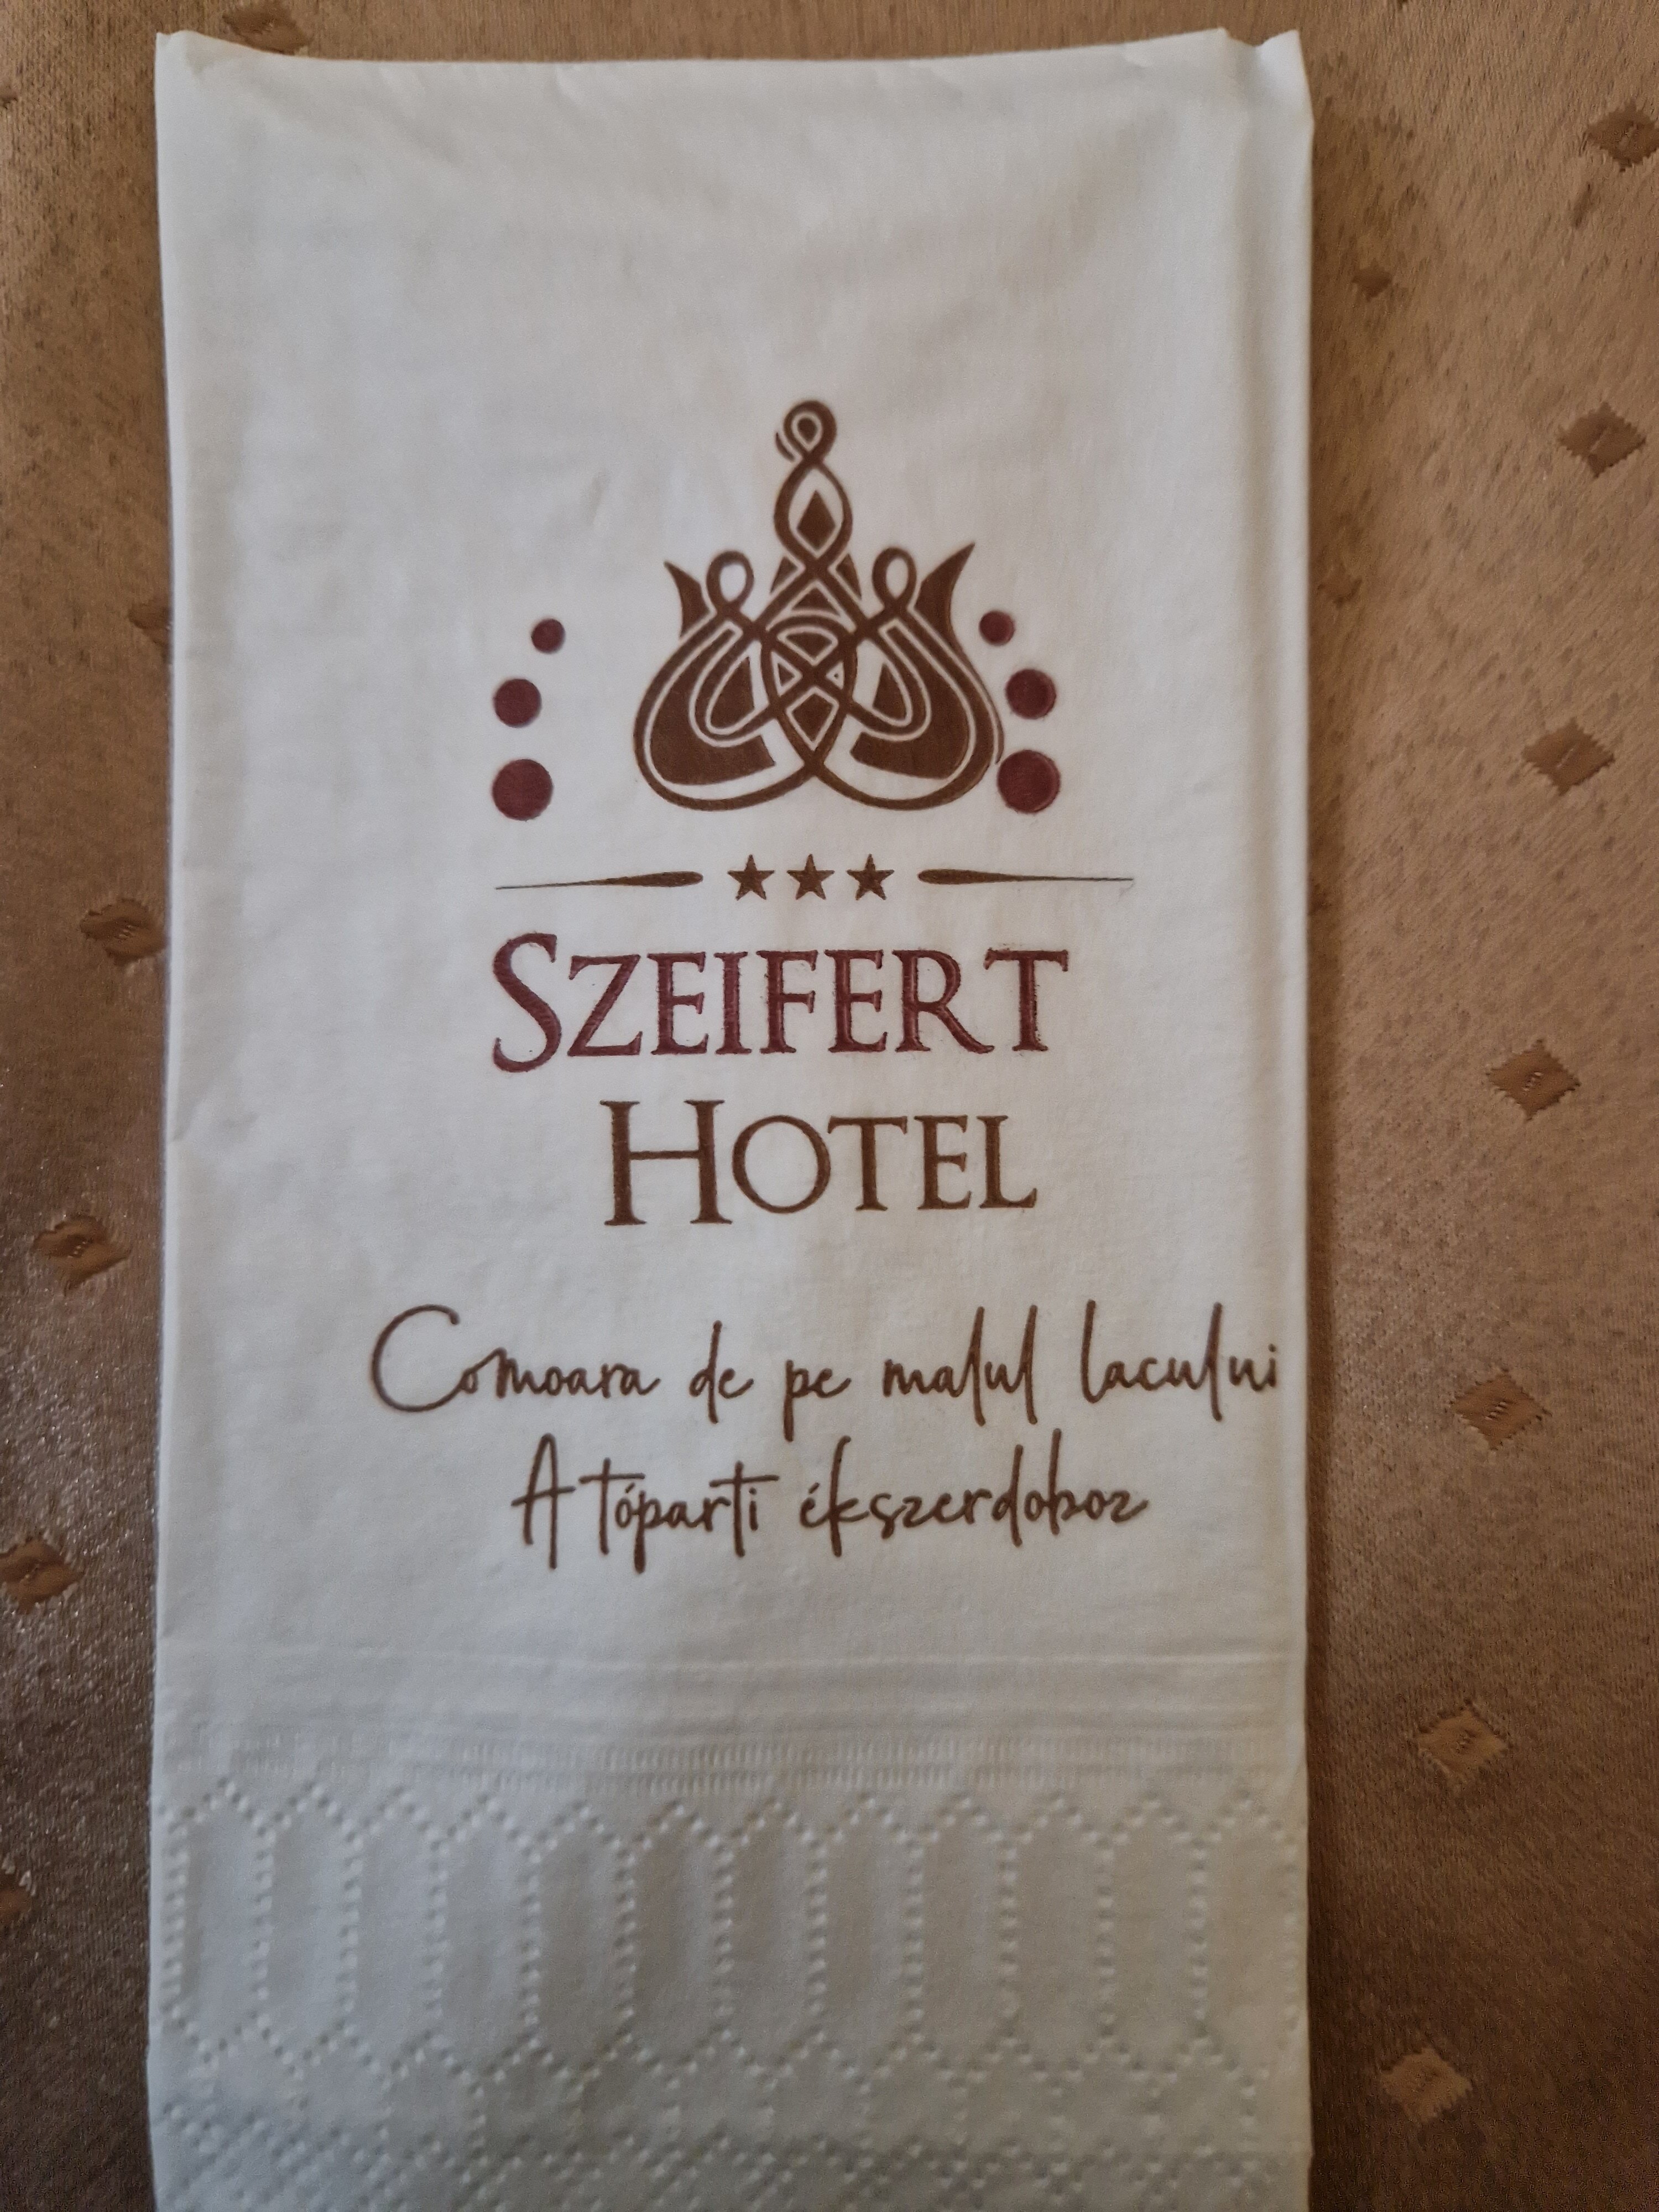 SZEIFERT
HOTEL
Comoara de pe malul lacului
A tóparti ékszerdoboz